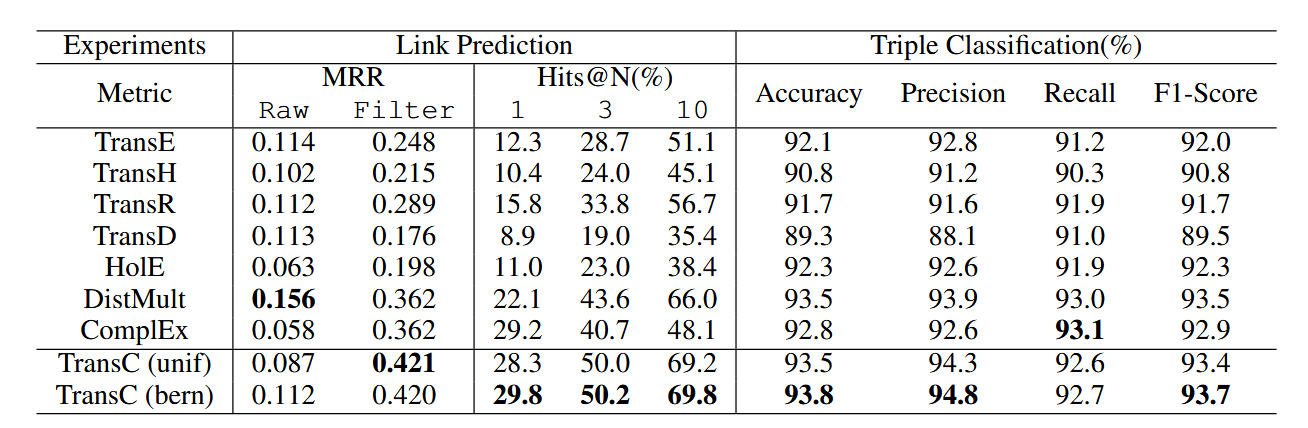 Experiments Link Prediction Triple Classification(%)
Metric MRR Hits@N(%) Accuracy Precision Recall F1-Score
Raw Filter 1 3 10
TransE 0.114 0.248 12.3 28.7 51.1 92.1 92.8 91.2 92.0
TransH 0.102 0.215 10.4 24.0 45.1 90.8 91.2 90.3 90.8
TransR 0.112 0.289 15.8 33.8 56.7 91.7 91.6 91.9 91.7
TransD 0.113 0.176 8.9 19.0 35.4 89.3 88.1 91.0 89.5
HolE 0.063 0.198 11.0 23.0 38.4 92.3 92.6 91.9 92.3
DistMult 0.156 0.362 22.1 43.6 66.0 93.5 93.9 93.0 93.5
ComplEx 0.058 0.362 29.2 40.7 48.1 92.8 92.6 93.1 92.9
TransC (unif) 0.087 0.421 28.3 50.0 69.2 93.5 94.3 92.6 93.4
TransC (bern) 0.112 0.420 29.8 50.2 69.8 93.8 94.8 92.7 93.7